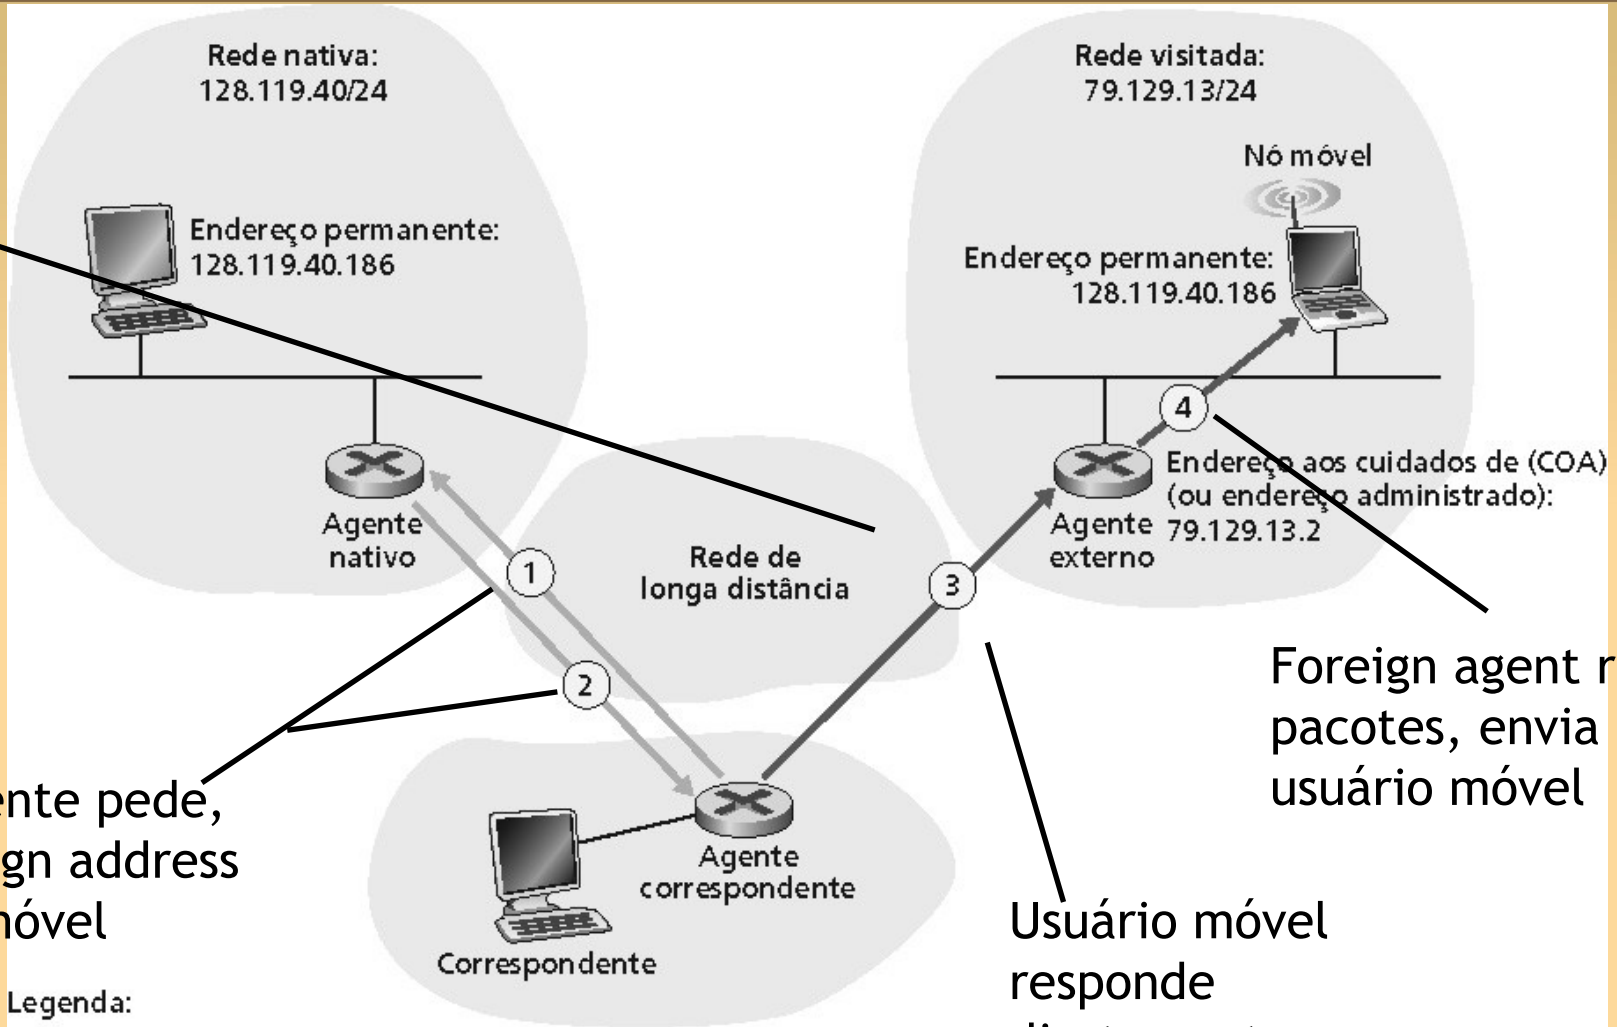 Rede nativa:
128.119.40/24
Rede visitada:
79.129.13/24
Nó móvel
Endereço permanente:
128.119.40.186
Endereço permanente:
128.119.40.186
4
Endereço aos cuidados de (COA)
(ou endereço administrado):
79.129.13.2
Agente
nativo
Agente
externo
1
Rede de
longa distância
3
2
Foreign agent r
pacotes, envia
usuário móvel
ente pede,
gn address
móvel
Agente
correspondente
Correspondente
Usuário móvel
responde
Legenda: